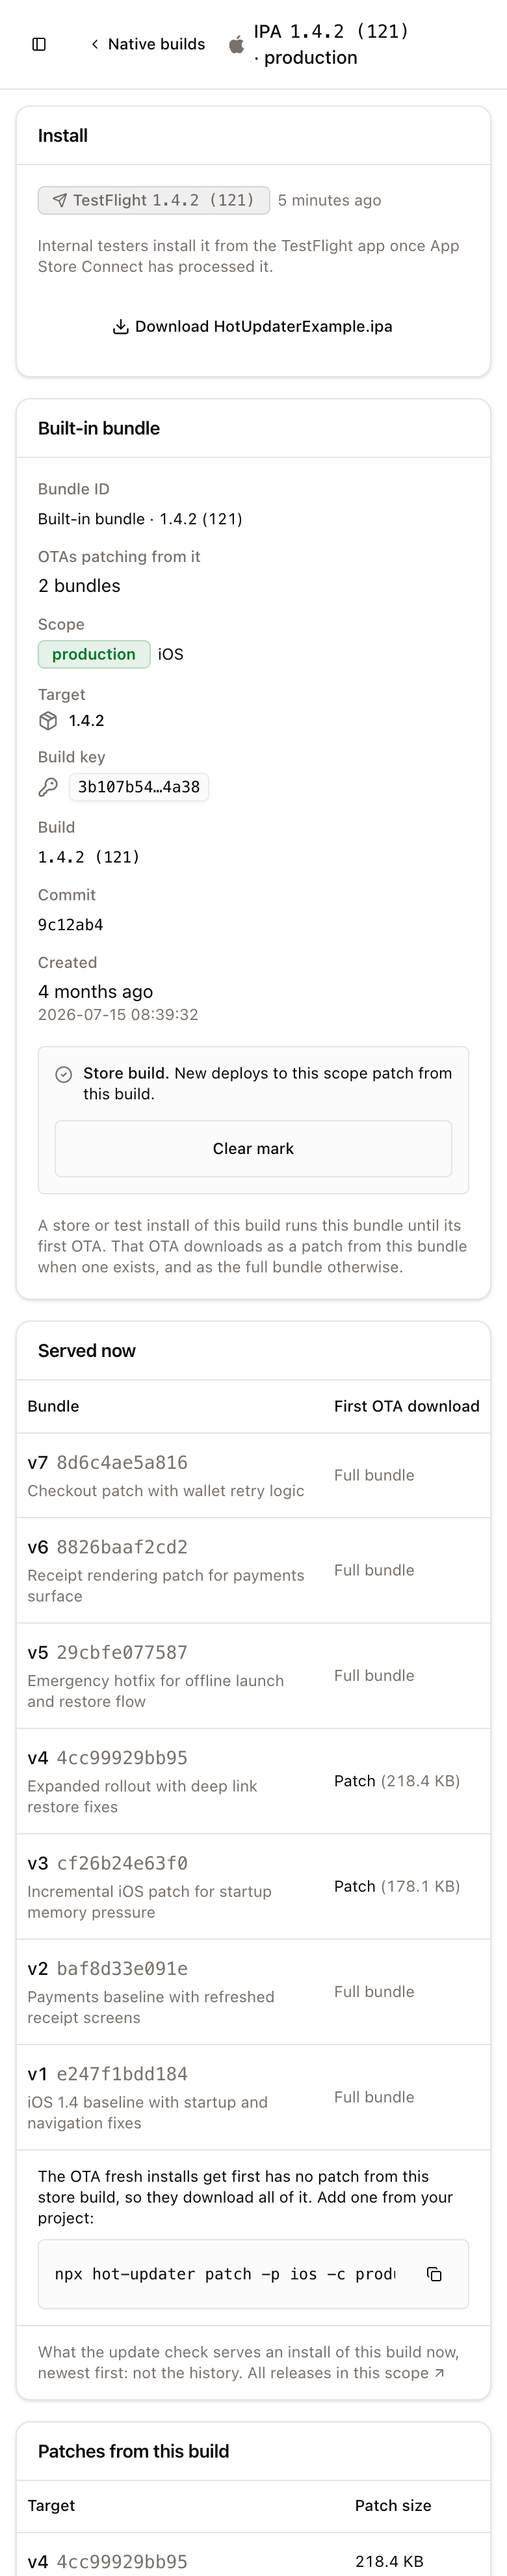 Native builds
IPA 1.4.2 (121)
· production
Install
TestFlight 1.4.2 (121) 5 minutes ago
Internal testers install it from the TestFlight app once App
Store Connect has processed it.
Download HotUpdaterExample.ipa
Built-in bundle
Bundle ID
Built-in bundle · 1.4.2 (121)
OTAs patching from it
2 bundles
Scope
production iOS
Target
1.4.2
Build key
3b107b54…4a38
Build
1.4.2 (121)
Commit
9c12ab4
Created
4 months ago
2026-07-15 08:39:32
Store build. New deploys to this scope patch from
this build.
Clear mark
A store or test install of this build runs this bundle until its
first OTA. That OTA downloads as a patch from this bundle
when one exists, and as the full bundle otherwise.
Served now
Bundle First OTA download
v7 8d6c4ae5a816
Checkout patch with wallet retry logic
Full bundle
v6 8826baaf2cd2
Receipt rendering patch for payments
surface
Full bundle
v5 29cbfe077587
Emergency hotfix for offline launch
and restore flow
Full bundle
v4 4cc99929bb95
Expanded rollout with deep link
restore fixes
Patch (218.4 KB)
v3 cf26b24e63f0
Incremental iOS patch for startup
memory pressure
Patch (178.1 KB)
v2 baf8d33e091e
Payments baseline with refreshed
receipt screens
Full bundle
v1 e247f1bdd184
iOS 1.4 baseline with startup and
navigation fixes
Full bundle
The OTA fresh installs get first has no patch from this
store build, so they download all of it. Add one from your
project:
npx hot-updater patch -p ios -c prod
What the update check serves an install of this build now,
newest first: not the history. All releases in this scope ↗
Patches from this build
Target Patch size
v4 4cc99929bb95 218.4 KB